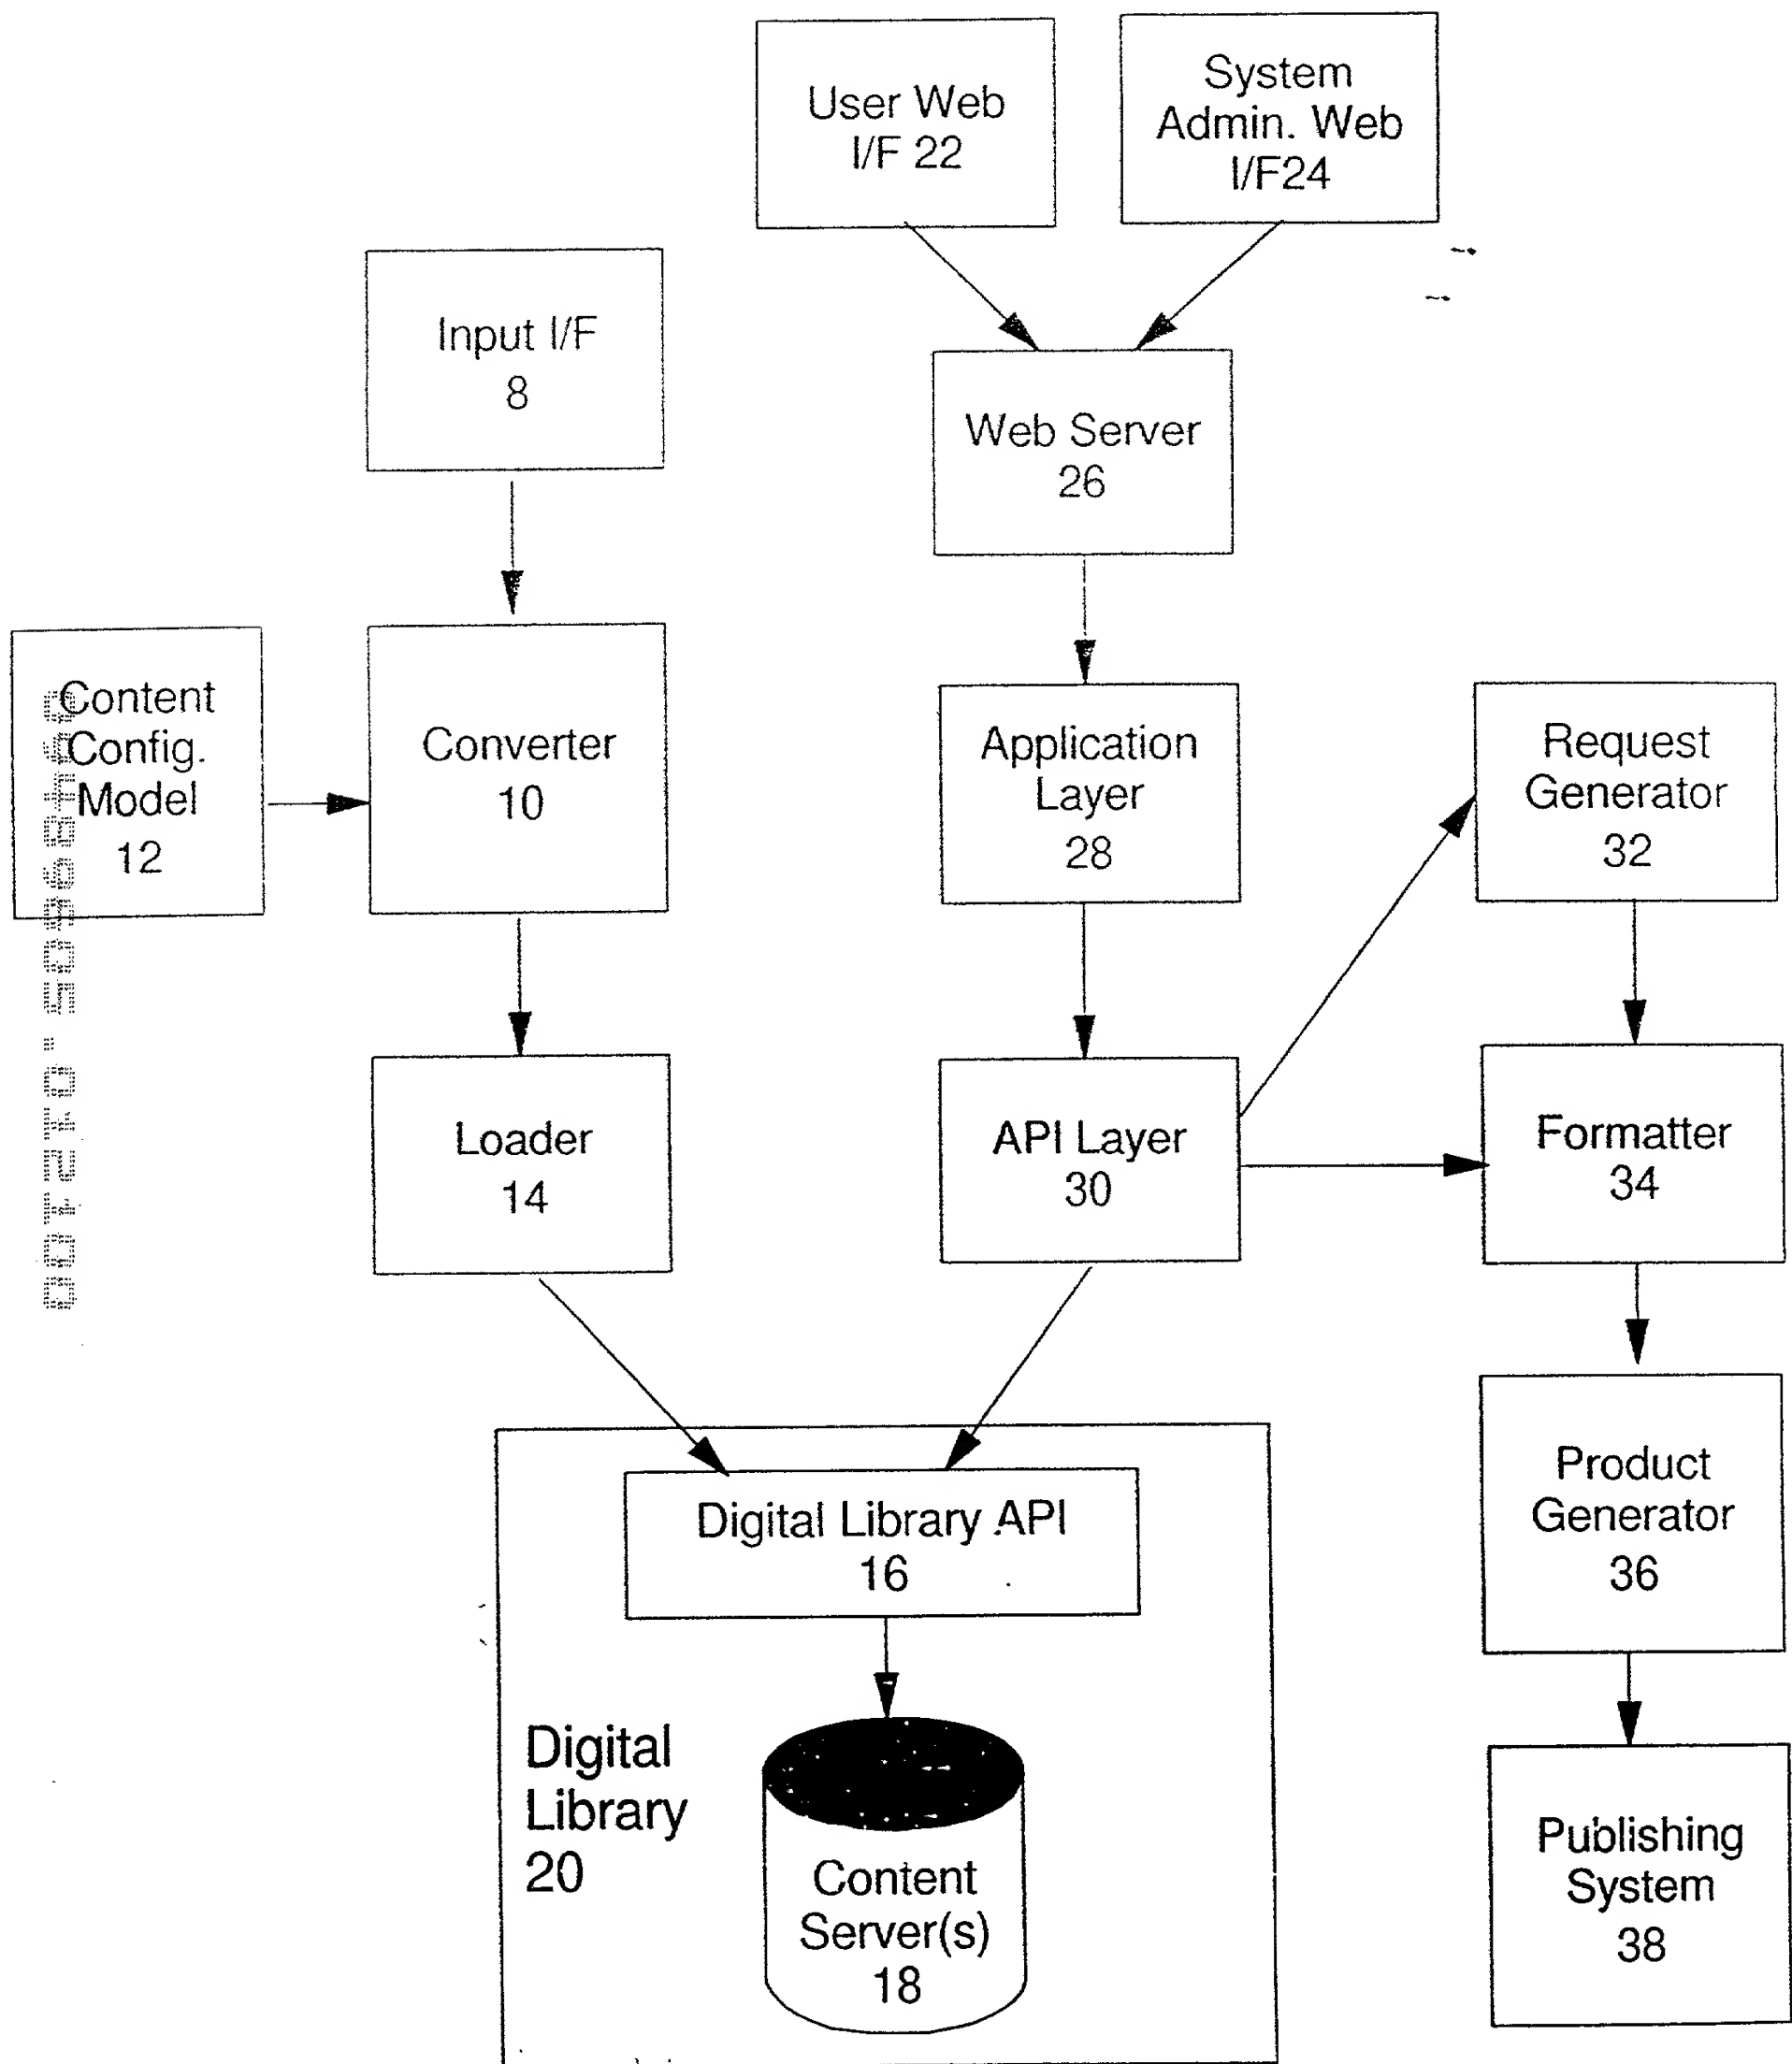 User Web
I/F 22
System
Admin. Web
I/F24
Input I/F
8
Web Server
26
Content
Config.
Model
12
Converter
10
Application
Layer
28
Request
Generator
32
Loader
14
API Layer
30
Formatter
34
Digital Library API
16
Product
Generator
36
Digital
Library
20
Content
Server(s)
18
Publishing
System
38